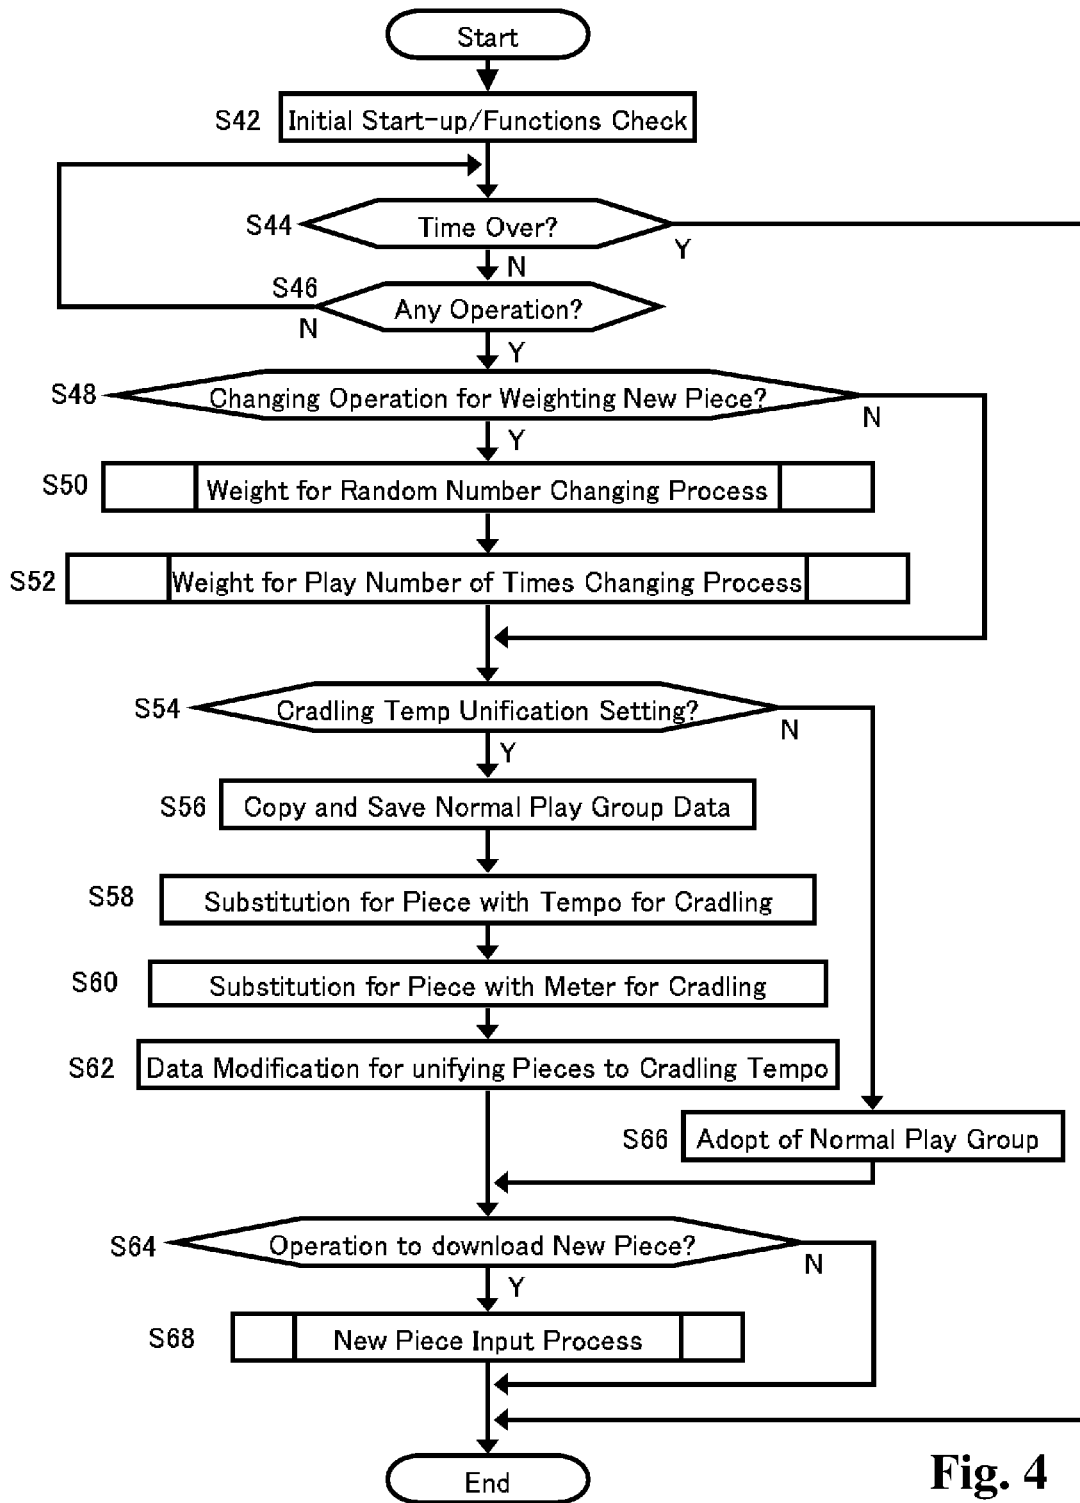 Start
S42 Initial Start-up/Functions Check
S44 Time Over?
Y
N
S46 Any Operation?
N
Y
S48 Changing Operation for Weighting New Piece?
N
Y
S50 Weight for Random Number Changing Process
S52 Weight for Play Number of Times Changing Process
S54 Cradling Temp Unification Setting?
N
Y
S56 Copy and Save Normal Play Group Data
S58 Substitution for Piece with Tempo for Cradling
S60 Substitution for Piece with Meter for Cradling
S62 Data Modification for unifying Pieces to Cradling Tempo
S66 Adopt of Normal Play Group
S64 Operation to download New Piece?
N
Y
S68 New Piece Input Process
End
Fig. 4